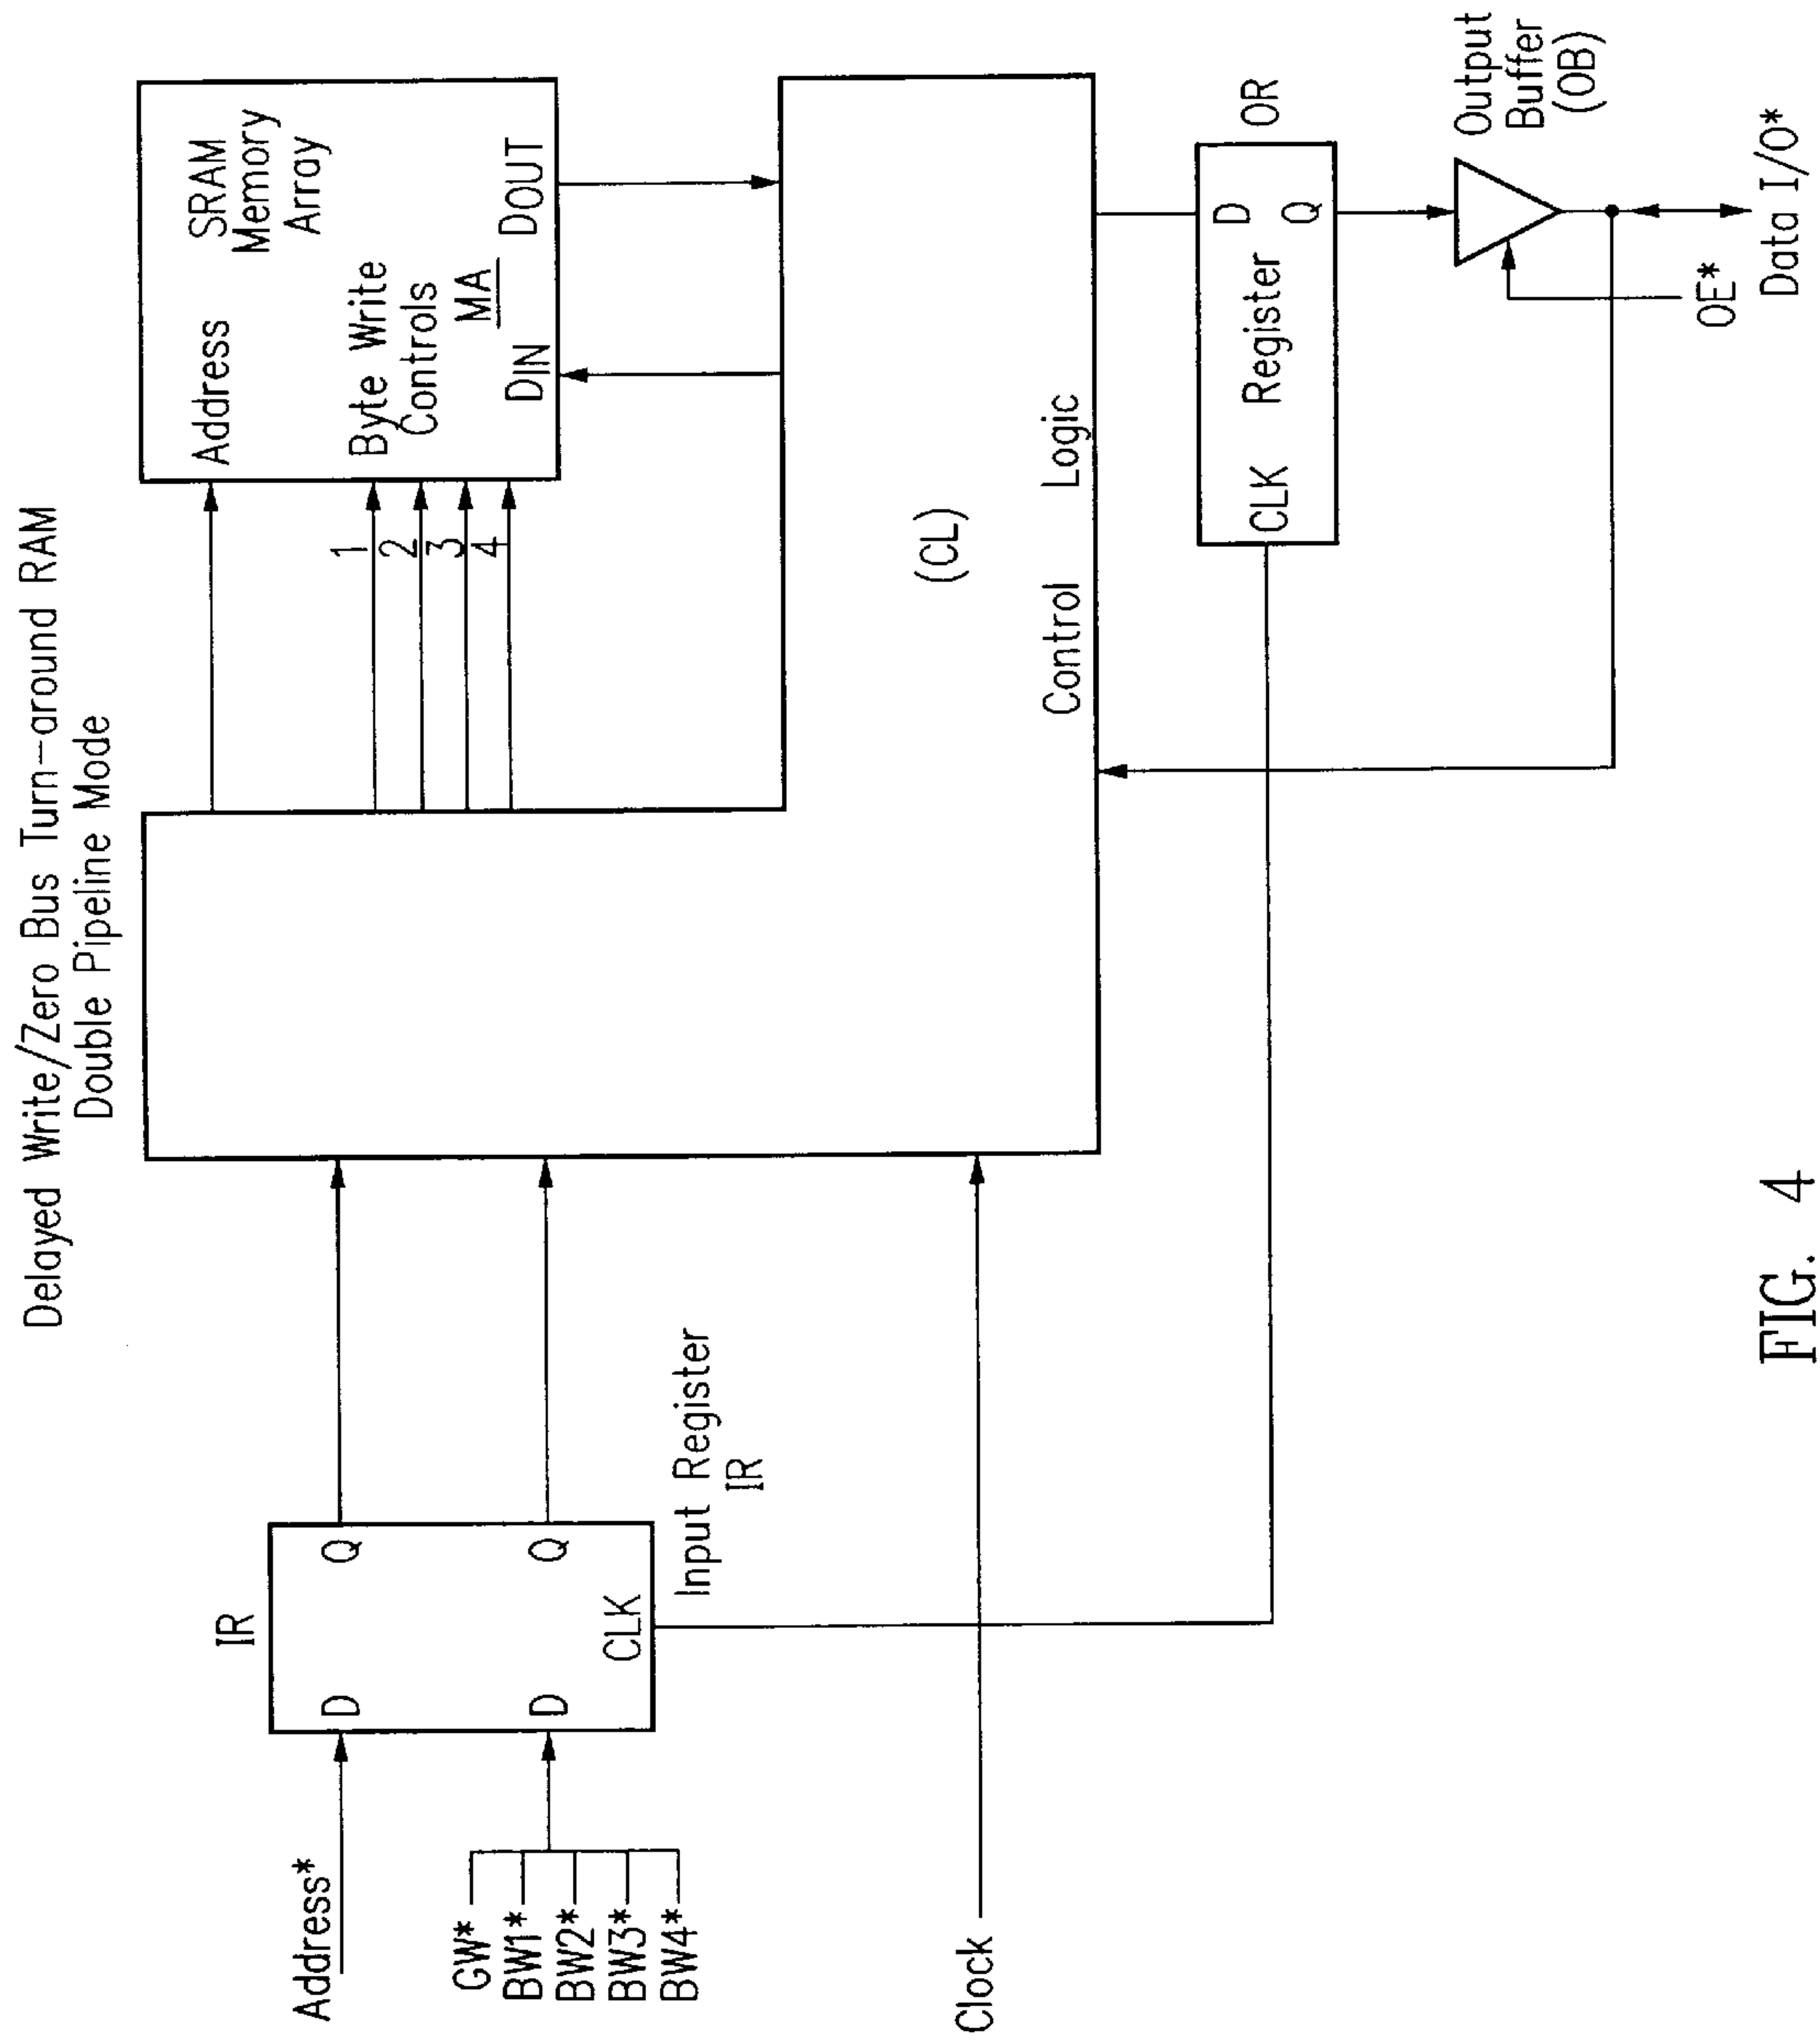 Delayed Write/Zero Bus Turn-around RAM
Double Pipeline Mode
Address*
GW*
BW1*
BW2*
BW3*
BW4*
Clock
IR
D
Q
D
Q
CLK
Input Register
IR
1
2
3
4
Address
SRAM
Memory
Array
Byte Write
Controls
MA
DIN
DOUT
(CL)
Control Logic
OR
D
CLK
Register
Q
Output
Buffer
(OB)
OE*
Data I/O*
FIG. 4